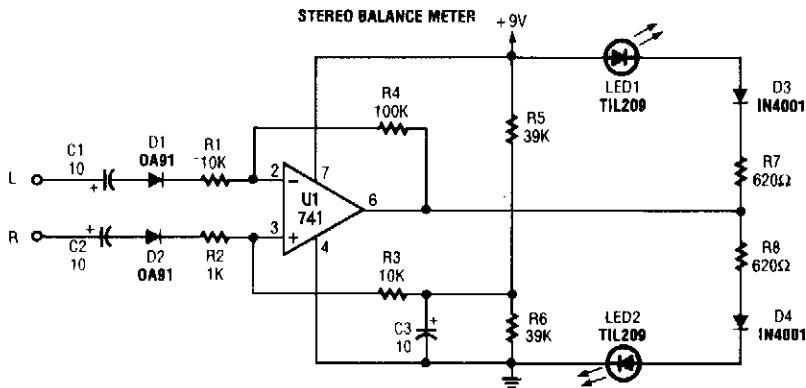 STEREO BALANCE METER
+9V
LED1
TIL209
D3
IN4001
R4
100K
R5
39K
C1
10
D1
OA91
R1
10K
L
+
2
−
7
U1
741
6
R7
620Ω
R
+
3
+
4
C2
10
D2
OA91
R2
1K
R3
10K
R8
620Ω
C3
10
+
R6
39K
LED2
TIL209
D4
IN4001